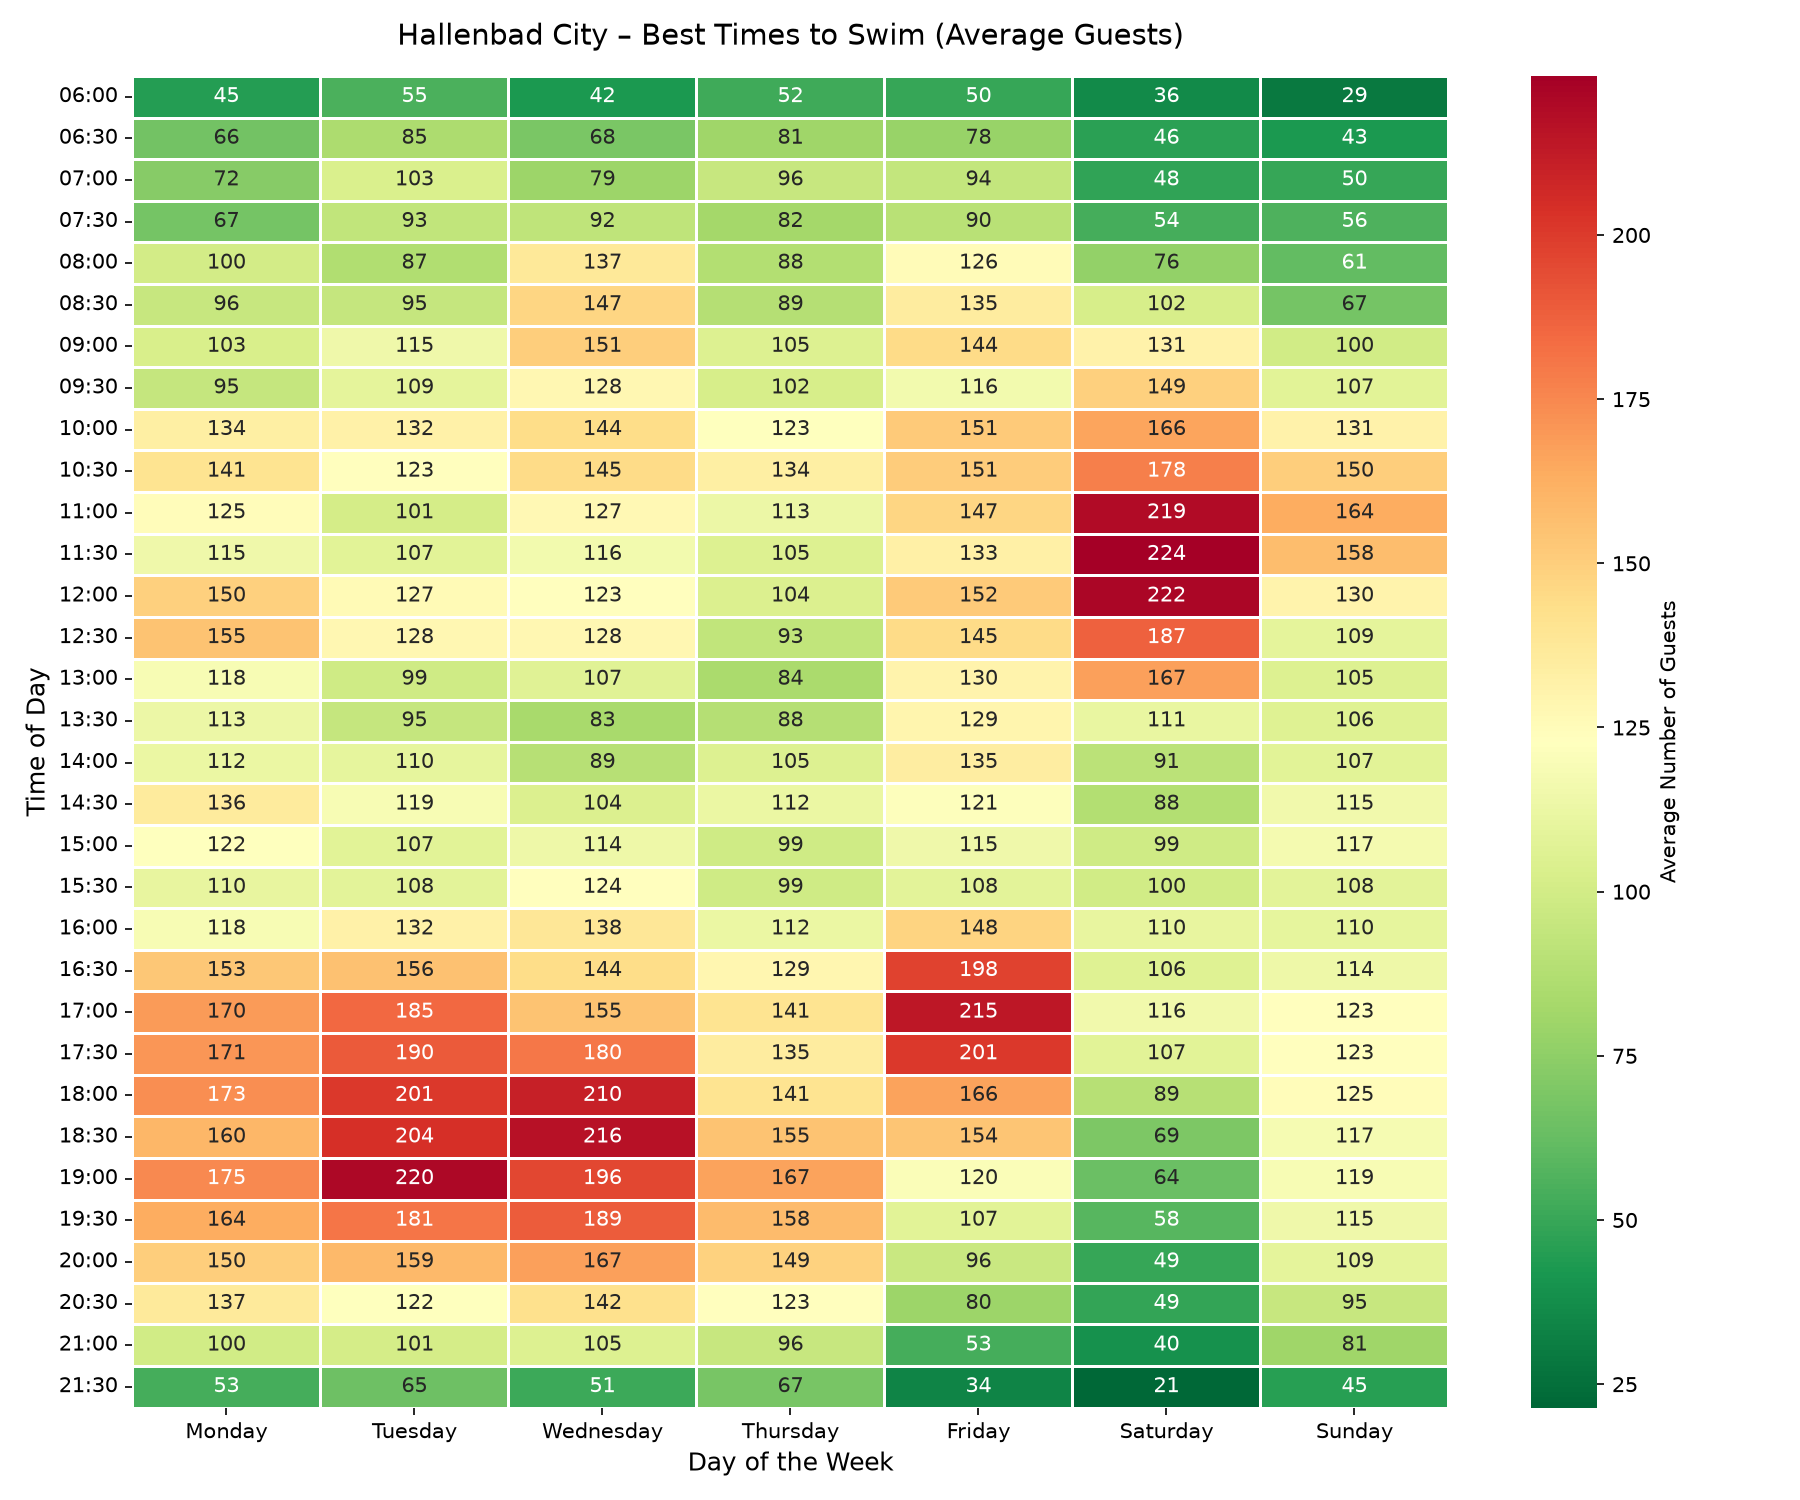 Hallenbad City – Best Times to Swim (Average Guests)
06:00 45 55 42 52 50 36 29
06:30 66 85 68 81 78 46 43
07:00 72 103 79 96 94 48 50
07:30 67 93 92 82 90 54 56
08:00 100 87 137 88 126 76 61
08:30 96 95 147 89 135 102 67
09:00 103 115 151 105 144 131 100
09:30 95 109 128 102 116 149 107
10:00 134 132 144 123 151 166 131
10:30 141 123 145 134 151 178 150
11:00 125 101 127 113 147 219 164
11:30 115 107 116 105 133 224 158
12:00 150 127 123 104 152 222 130
12:30 155 128 128 93 145 187 109
13:00 118 99 107 84 130 167 105
13:30 113 95 83 88 129 111 106
14:00 112 110 89 105 135 91 107
14:30 136 119 104 112 121 88 115
15:00 122 107 114 99 115 99 117
15:30 110 108 124 99 108 100 108
16:00 118 132 138 112 148 110 110
16:30 153 156 144 129 198 106 114
17:00 170 185 155 141 215 116 123
17:30 171 190 180 135 201 107 123
18:00 173 201 210 141 166 89 125
18:30 160 204 216 155 154 69 117
19:00 175 220 196 167 120 64 119
19:30 164 181 189 158 107 58 115
20:00 150 159 167 149 96 49 109
20:30 137 122 142 123 80 49 95
21:00 100 101 105 96 53 40 81
21:30 53 65 51 67 34 21 45
Monday Tuesday Wednesday Thursday Friday Saturday Sunday
Day of the Week
Time of Day
200
175
150
125
100
75
50
25
Average Number of Guests